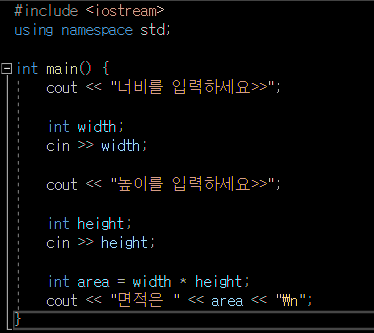 #include <iostream>
using namespace std;
int main() {
cout << "너비를 입력하세요>>";
int width;
cin >> width;
cout << "높이를 입력하세요>>";
int height;
cin >> height;
int area = width * height;
cout << "면적은 " << area << "₩n";
}